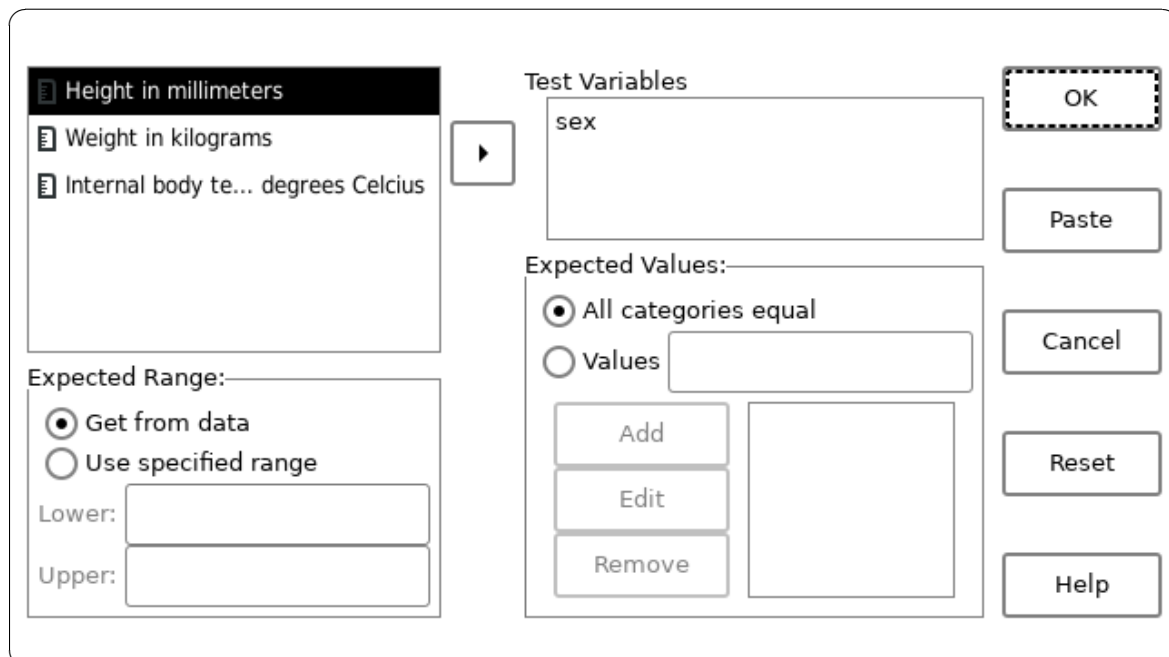 Height in millimeters
Weight in kilograms
Internal body te... degrees Celcius
Expected Range:
Get from data
Use specified range
Lower:
Upper:
Test Variables
sex
Expected Values:
All categories equal
Values
Add
Edit
Remove
OK
Paste
Cancel
Reset
Help